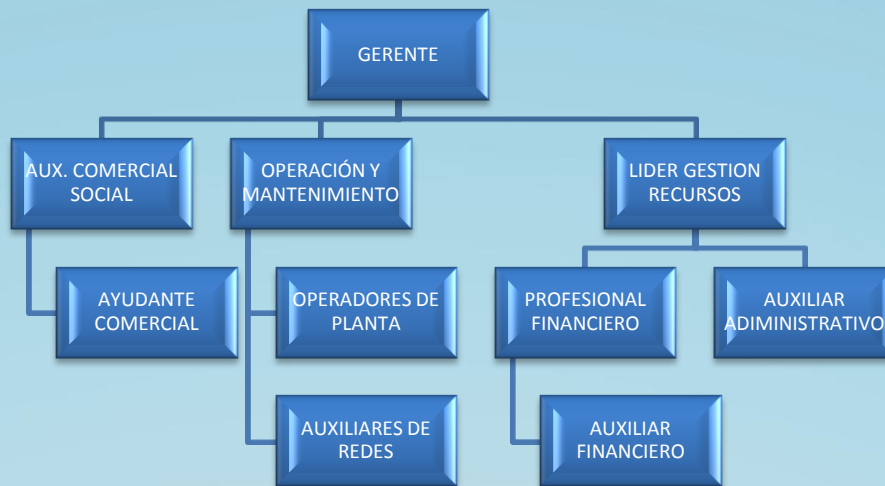 GERENTE
AUX. COMERCIAL
SOCIAL
OPERACIÓN Y
MANTENIMIENTO
LIDER GESTION
RECURSOS
AYUDANTE
COMERCIAL
OPERADORES DE
PLANTA
PROFESIONAL
FINANCIERO
AUXILIAR
ADIMINISTRATIVO
AUXILIARES DE
REDES
AUXILIAR
FINANCIERO